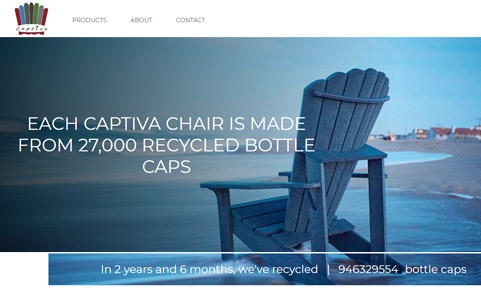 Captiva
PRODUCTS ABOUT CONTACT
EACH CAPTIVA CHAIR IS MADE
FROM 27,000 RECYCLED BOTTLE
CAPS
In 2 years and 6 months, we've recycled | 946329554 bottle caps